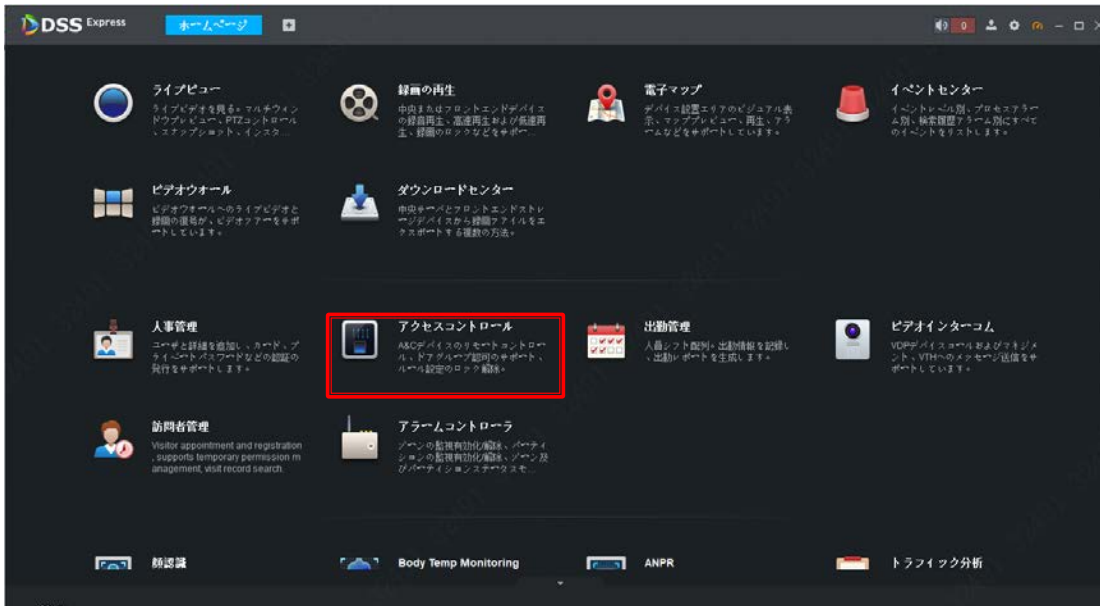 DSS Express
ホームページ
0
ライブビュー
ライブビデオを見る。マルチウィン
ドウプレビュー、PTZコントロール
、スナップショット、インスタ...
録画の再生
中央またはフロントエンドデバイス
の録音再生、高速再生および低速再
生、録画のロックなどをサポー...
電子マップ
デバイス設置エリアのビジュアル表
示、マッププレビュー、再生、アラ
ームなどをサポートしています。
イベントセンター
イベントレベル別、プロセスアラー
ム別、検索履歴アラーム別にすべて
のイベントをリストします。
ビデオウオール
ビデオウオールへのライブビデオと
録画の復号が、ビデオツアーをサポ
ートしています。
ダウンロードセンター
中央サーバとフロントエンドストレ
ージデバイスから録画ファイルをエ
クスポートする複数の方法。
人事管理
ユーザと詳細を追加し、カード、プ
ライベートパスワードなどの認証の
発行をサポートします。
アクセスコントロール
A&Cデバイスのリモートコントロー
ル、ドアグループ認可のサポート、
ルール設定のロック解除。
出勤管理
人員シフト配列。出勤情報を記録し
、出勤レポートを生成します。
ビデオインターコム
VDPデバイスコールおよびマネジメ
ント、VTHへのメッセージ送信をサ
ポートしています。
訪問者管理
Visitor appointment and registration
, supports temporary permission m
anagement, visit record search.
アラームコントローラ
ゾーンの監視有効化/解除、パーティ
ションの監視有効化/解除、ゾーン及
びパーティションステータスモ...
顔認識
Body Temp Monitoring
ANPR
トラフイック分析